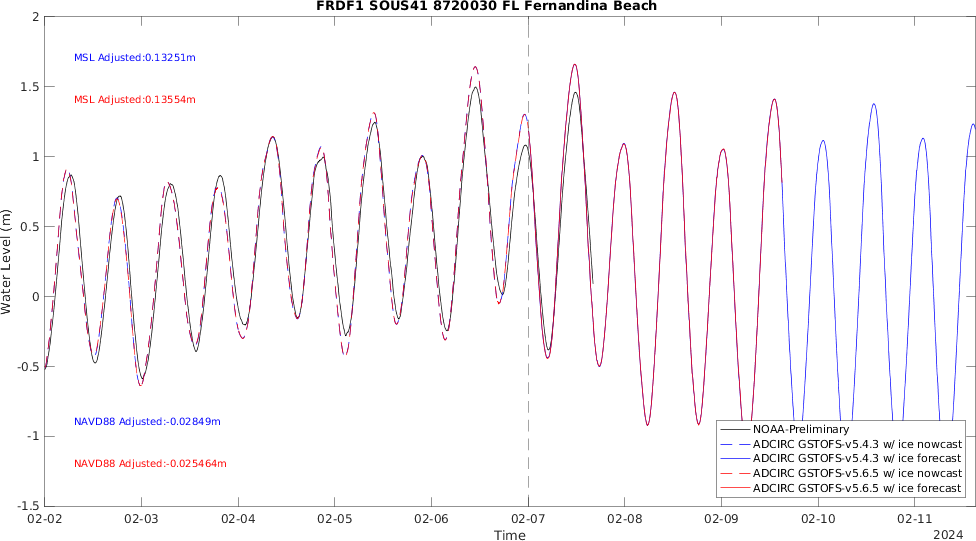 FRDF1 SOUS41 8720030 FL Fernandina Beach
2
1.5
1
0.5
0
-0.5
-1
-1.5
Water Level (m)
MSL Adjusted:0.13251m
MSL Adjusted:0.13554m
NAVD88 Adjusted:-0.02849m
NAVD88 Adjusted:-0.025464m
NOAA-Preliminary
ADCIRC GSTOFS-v5.4.3 w/ ice nowcast
ADCIRC GSTOFS-v5.4.3 w/ ice forecast
ADCIRC GSTOFS-v5.6.5 w/ ice nowcast
ADCIRC GSTOFS-v5.6.5 w/ ice forecast
02-02 02-03 02-04 02-05 02-06 02-07 02-08 02-09 02-10 02-11
Time
2024